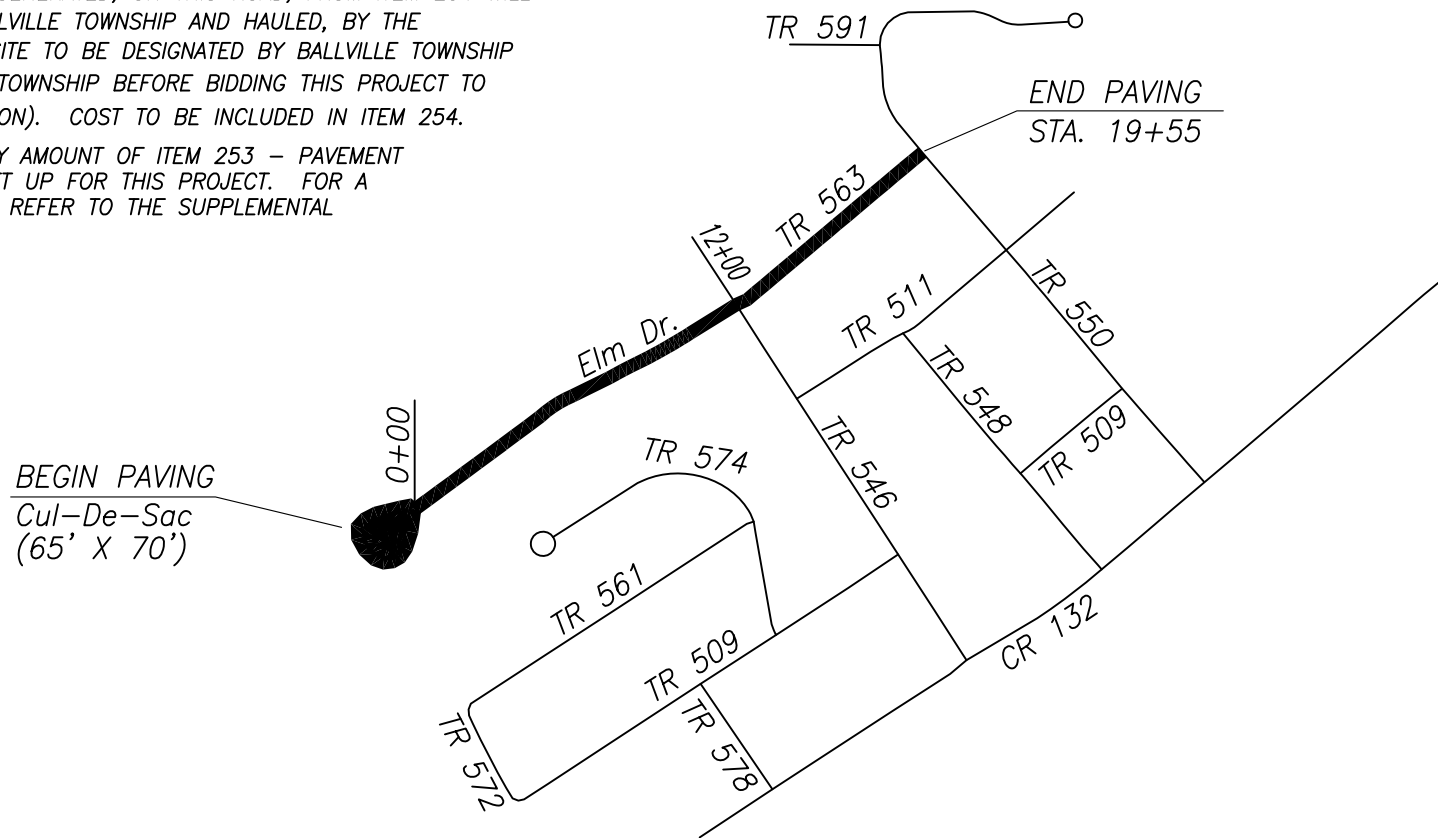 LVILLE TOWNSHIP AND HAULED, BY THE
SITE TO BE DESIGNATED BY BALLVILLE TOWNSHIP
TOWNSHIP BEFORE BIDDING THIS PROJECT TO
ON). COST TO BE INCLUDED IN ITEM 254.
Y AMOUNT OF ITEM 253 – PAVEMENT
T UP FOR THIS PROJECT. FOR A
REFER TO THE SUPPLEMENTAL
TR 591
END PAVING
STA. 19+55
TR 563
12+00
TR 511
TR 550
Elm Dr.
TR 548
TR 509
0+00
TR 546
TR 574
BEGIN PAVING
Cul-De-Sac
(65' X 70')
TR 561
CR 132
TR 509
TR 572
TR 578